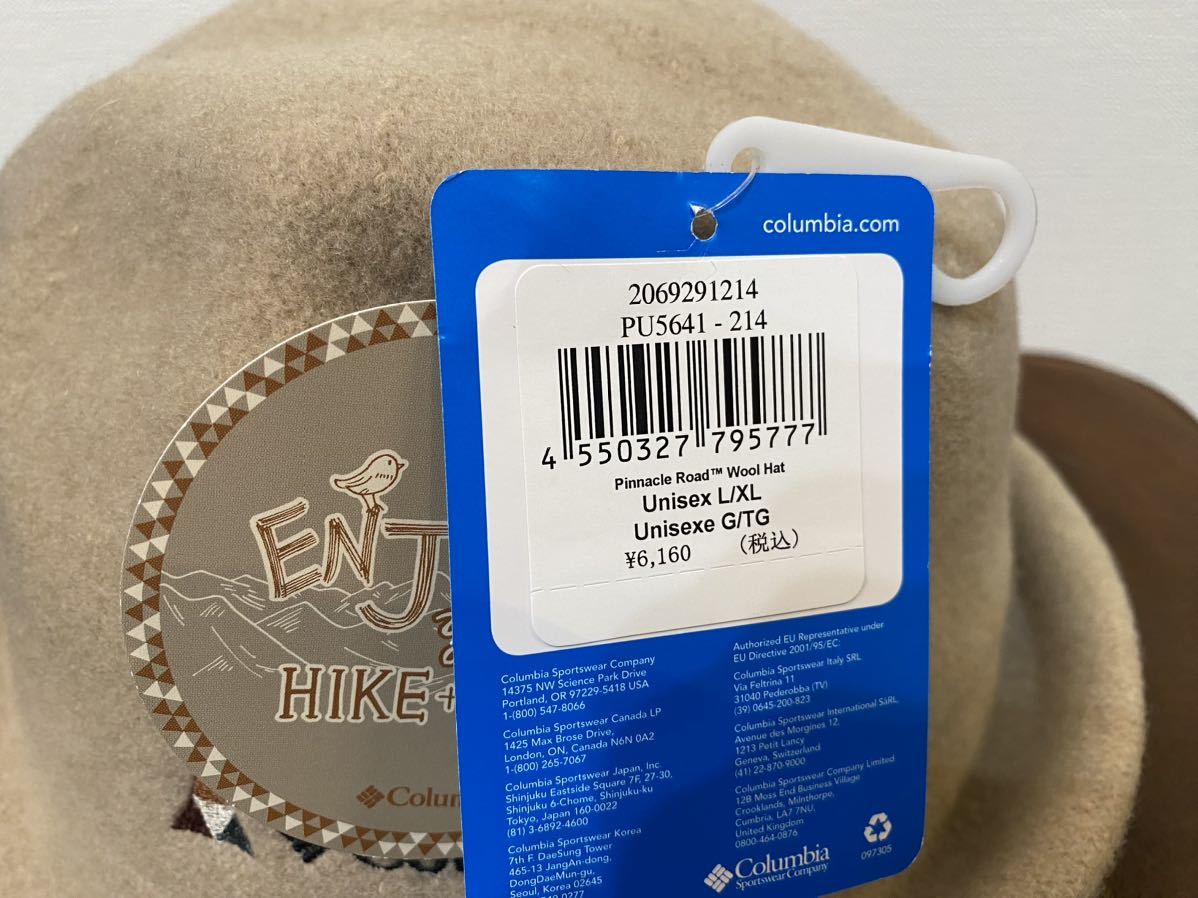 columbia.com
2069291214
PU5641 - 214
4 550327 795777
Pinnacle Road™ Wool Hat
Unisex L/XL
Unisexe G/TG
¥6,160 (税込)
ENJ
HIKE+
Colum
Columbia Sportswear Company
14375 NW Science Park Drive
Portland, OR 97229-5418 USA
1-(800) 547-8066
Columbia Sportswear Canada LP
1425 Max Brose Drive,
London, ON, Canada N6N 0A2
1-(800) 265-7067
Columbia Sportswear Japan, Inc.
Shinjuku Eastside Square 7F, 27-30,
Shinjuku 6-Chome, Shinjuku-ku
Tokyo, Japan 160-0022
(81) 3-6892-4600
Columbia Sportswear Korea
7th F. DaeSung Tower
465-13 JangAn-dong,
DongDaeMun-gu,
Seoul, Korea 02645
Authorized EU Representative under
EU Directive 2001/95/EC.
Columbia Sportswear Italy SRL
Via Feltrina 11
31040 Pederobba (TV)
(39) 0645-200-823
Columbia Sportswear International SàRL
Avenue des Morgines 12,
1213 Petit Lancy
Geneva, Switzerland
(41) 22-870-9000
Columbia Sportswear Company Limited
12B Moss End Business Village
Crooklands, Milnthorpe,
Cumbria, LA7 7NU,
United Kingdom
0800-464-0876
Columbia
Sportswear Company
097305